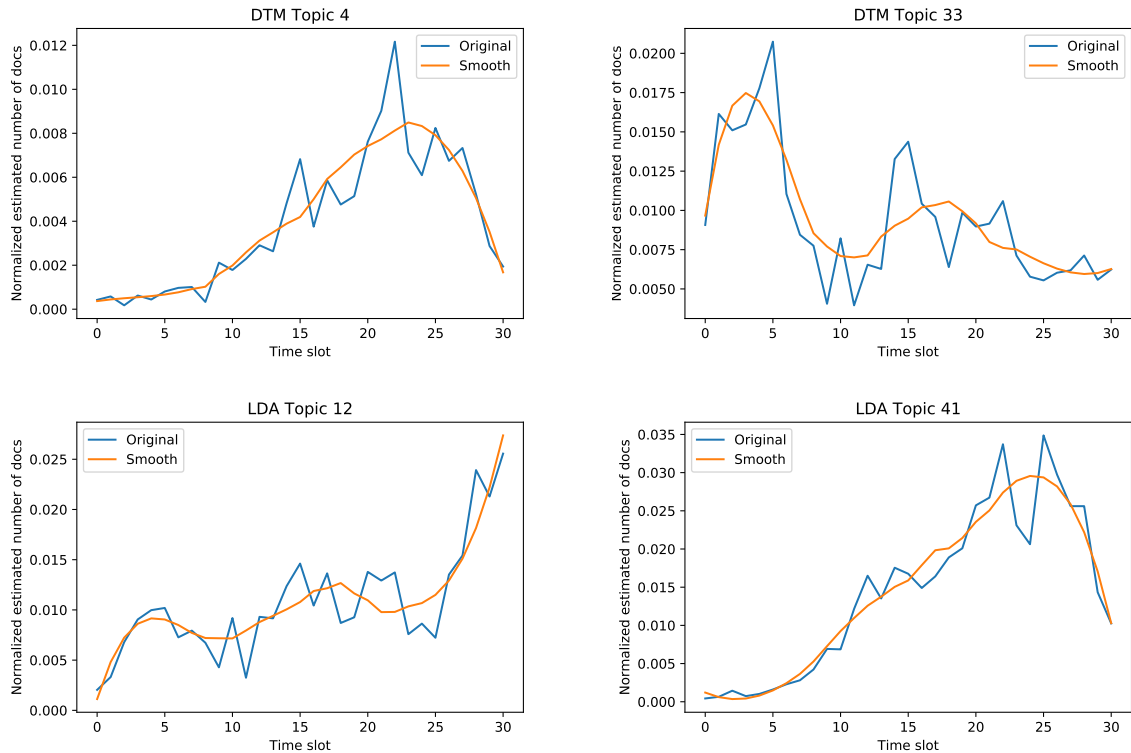 DTM Topic 4
Normalized estimated number of docs
0.012
0.010
0.008
0.006
0.004
0.002
0.000
Original
Smooth
0 5 10 15 20 25 30
Time slot
DTM Topic 33
Normalized estimated number of docs
0.0200
0.0175
0.0150
0.0125
0.0100
0.0075
0.0050
Original
Smooth
0 5 10 15 20 25 30
Time slot
LDA Topic 12
Normalized estimated number of docs
0.025
0.020
0.015
0.010
0.005
0.000
Original
Smooth
0 5 10 15 20 25 30
Time slot
LDA Topic 41
Normalized estimated number of docs
0.035
0.030
0.025
0.020
0.015
0.010
0.005
0.000
Original
Smooth
0 5 10 15 20 25 30
Time slot